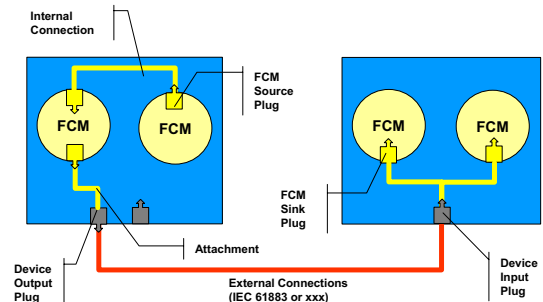 Internal
Connection
FCM
Source
Plug
FCM
FCM
FCM
FCM
FCM
Sink
Plug
Attachment
Device
Output
Plug
Device
Input
Plug
External Connections
(IEC 61883 or xxx)